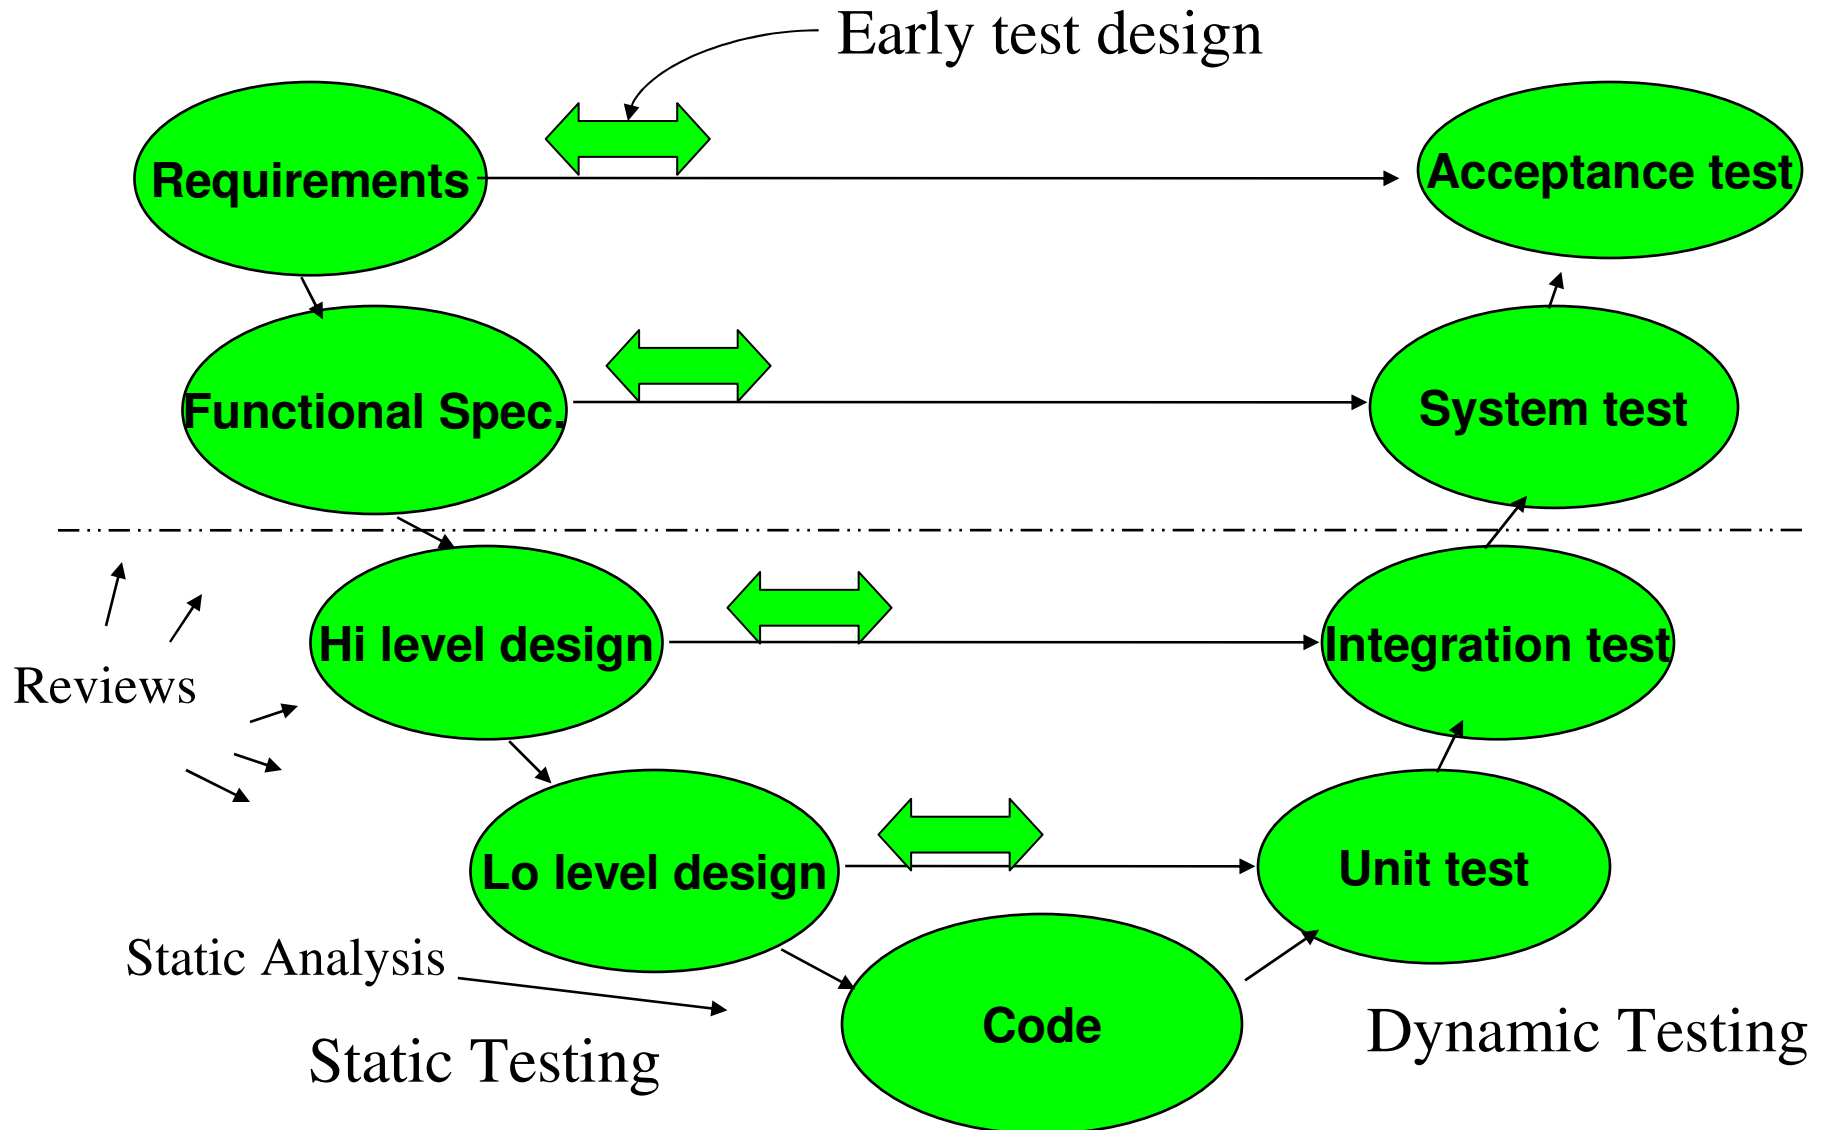 Early test design
Requirements
Acceptance test
Functional Spec.
System test
Hi level design
Integration test
Reviews
Lo level design
Unit test
Static Analysis
Code
Static Testing
Dynamic Testing